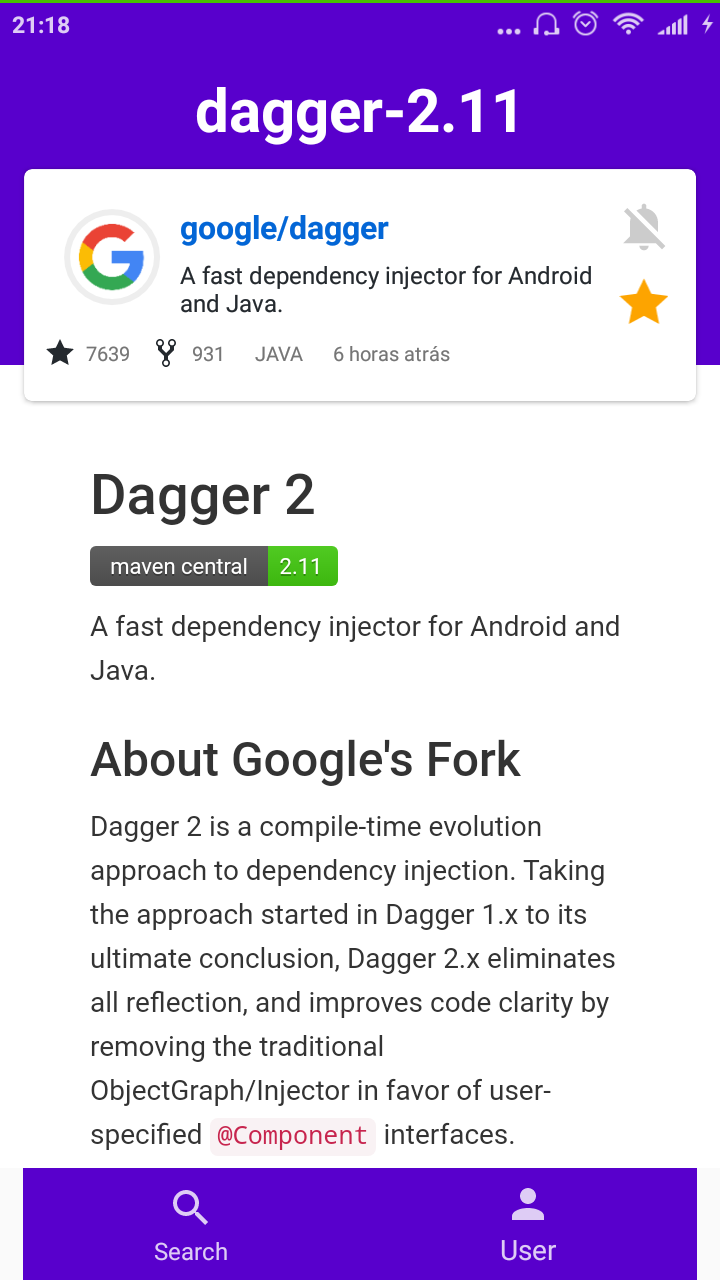 21:18
dagger-2.11
google/dagger
A fast dependency injector for Android
and Java.
7639 931 JAVA 6 horas atrás
Dagger 2
maven central 2.11
A fast dependency injector for Android and
Java.
About Google's Fork
Dagger 2 is a compile-time evolution
approach to dependency injection. Taking
the approach started in Dagger 1.x to its
ultimate conclusion, Dagger 2.x eliminates
all reflection, and improves code clarity by
removing the traditional
ObjectGraph/Injector in favor of user-
specified @Component interfaces.
Search User